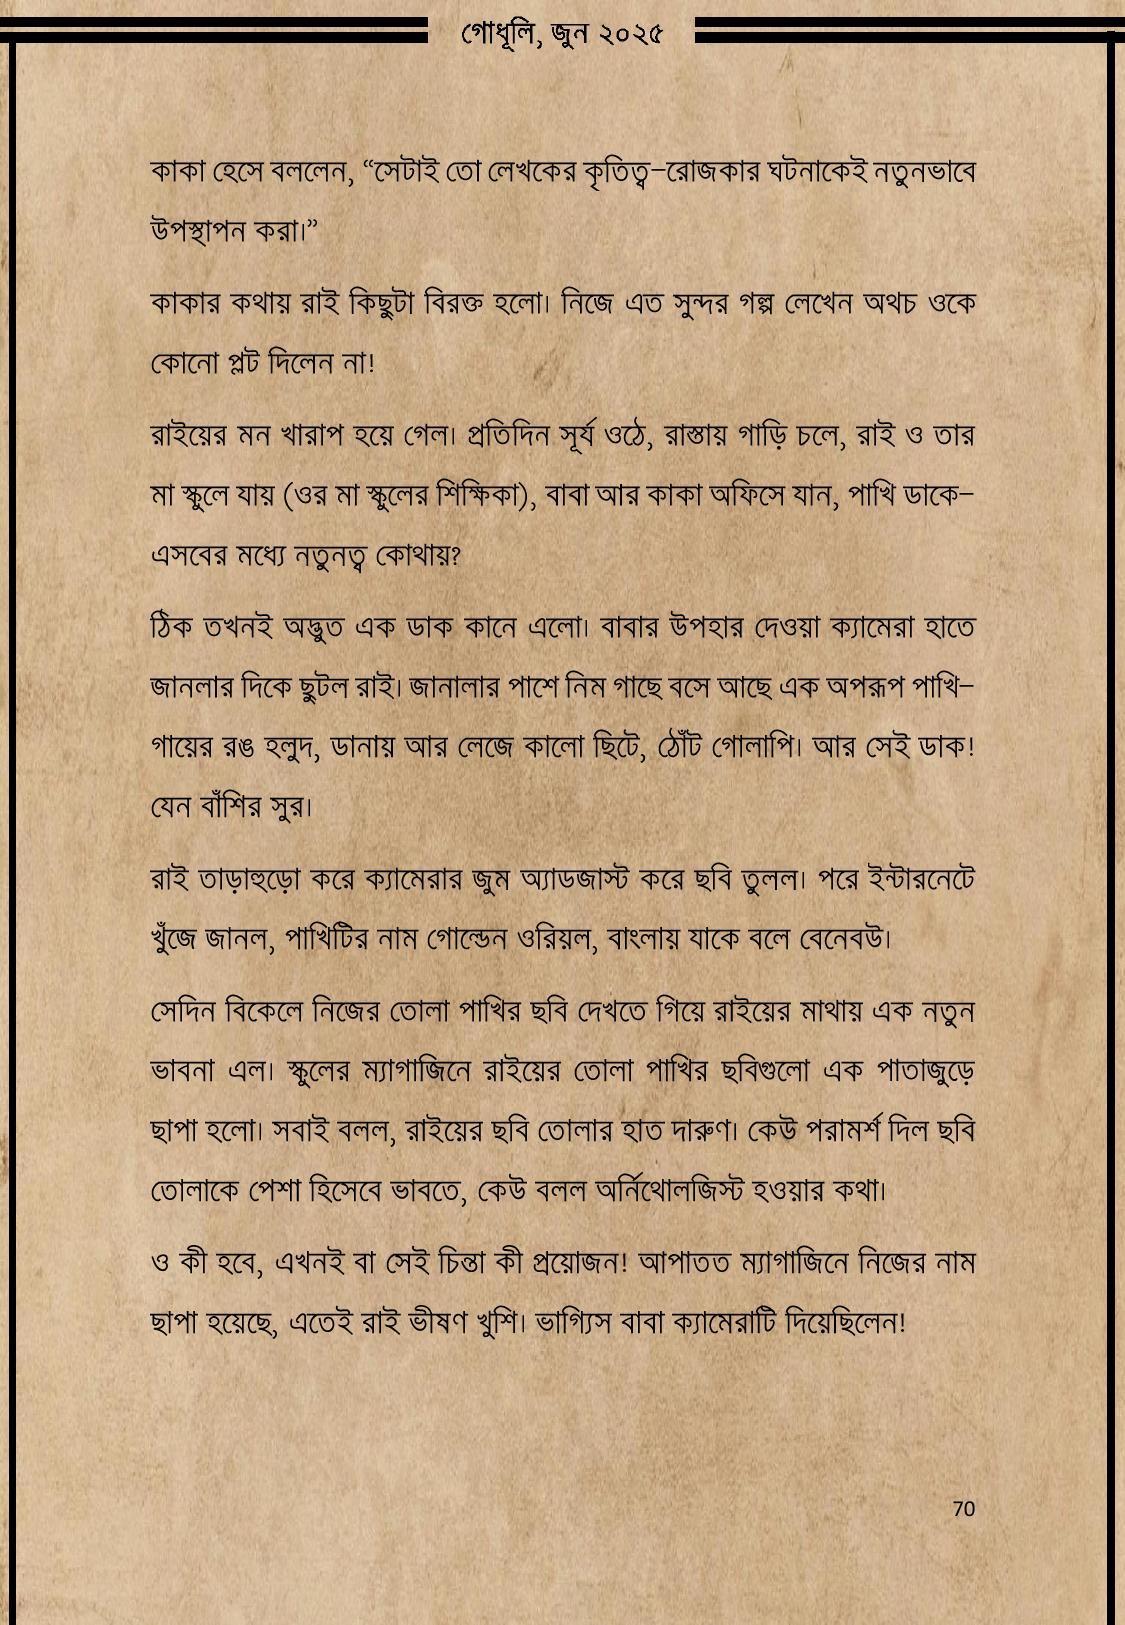 গোধূলি, জুন ২০২৫
কাকা হেসে বললেন, “সেটাই তো লেখকের কৃতিত্ব–রোজকার ঘটনাকেই নতুনভাবে
উপস্থাপন করা।”
কাকার কথায় রাই কিছুটা বিরক্ত হলো। নিজে এত সুন্দর গল্প লেখেন অথচ ওকে
কোনো প্লট দিলেন না!
রাইয়ের মন খারাপ হয়ে গেল। প্রতিদিন সূর্য ওঠে, রাস্তায় গাড়ি চলে, রাই ও তার
মা স্কুলে যায় (ওর মা স্কুলের শিক্ষিকা), বাবা আর কাকা অফিসে যান, পাখি ডাকে–
এসবের মধ্যে নতুনত্ব কোথায়?
ঠিক তখনই অদ্ভুত এক ডাক কানে এলো। বাবার উপহার দেওয়া ক্যামেরা হাতে
জানলার দিকে ছুটল রাই। জানালার পাশে নিম গাছে বসে আছে এক অপরূপ পাখি–
গায়ের রঙ হলুদ, ডানায় আর লেজে কালো ছিটে, ঠোঁট গোলাপি। আর সেই ডাক!
যেন বাঁশির সুর।
রাই তাড়াহুড়ো করে ক্যামেরার জুম অ্যাডজাস্ট করে ছবি তুলল। পরে ইন্টারনেটে
খুঁজে জানল, পাখিটির নাম গোল্ডেন ওরিয়ল, বাংলায় যাকে বলে বেনেবউ।
সেদিন বিকেলে নিজের তোলা পাখির ছবি দেখতে গিয়ে রাইয়ের মাথায় এক নতুন
ভাবনা এল। স্কুলের ম্যাগাজিনে রাইয়ের তোলা পাখির ছবিগুলো এক পাতাজুড়ে
ছাপা হলো। সবাই বলল, রাইয়ের ছবি তোলার হাত দারুণ। কেউ পরামর্শ দিল ছবি
তোলাকে পেশা হিসেবে ভাবতে, কেউ বলল অর্নিথোলজিস্ট হওয়ার কথা।
ও কী হবে, এখনই বা সেই চিন্তা কী প্রয়োজন! আপাতত ম্যাগাজিনে নিজের নাম
ছাপা হয়েছে, এতেই রাই ভীষণ খুশি। ভাগ্যিস বাবা ক্যামেরাটি দিয়েছিলেন!
70